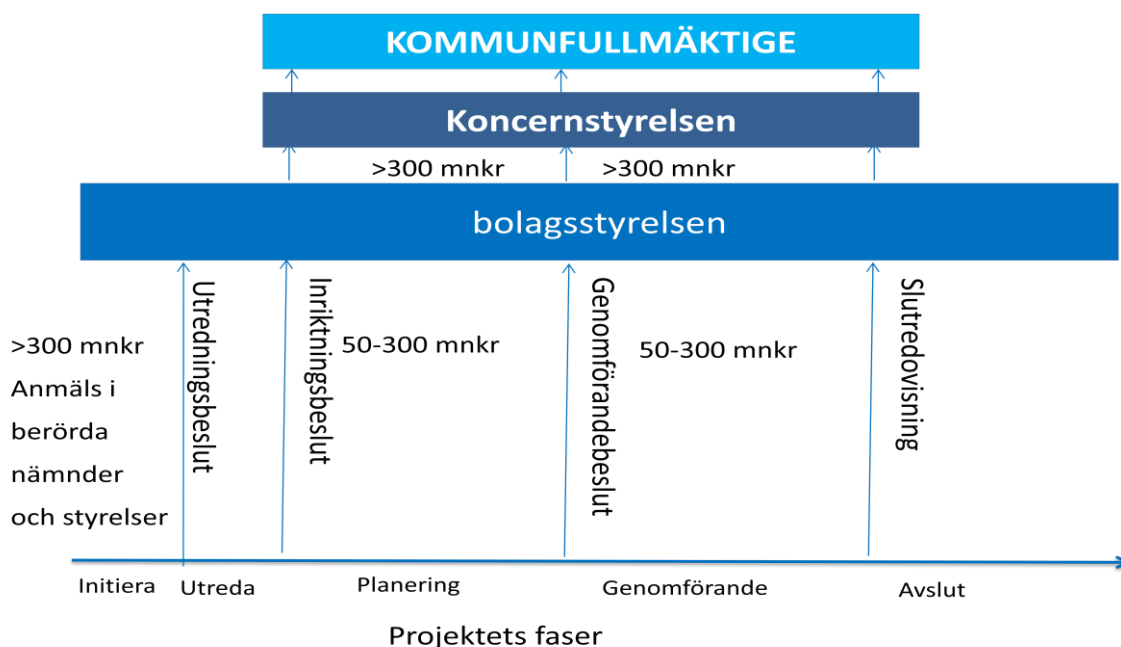 KOMMUNFULLMÄKTIGE
Koncernstyrelsen
>300 mnkr
>300 mnkr
bolagsstyrelsen
>300 mnkr
Anmäls i
berörda
nämnder
och styrelser
Utredningsbeslut
Inriktningsbeslut
50-300 mnkr
Genomförandebeslut
50-300 mnkr
Slutredovisning
Initiera
Utreda
Planering
Genomförande
Avslut
Projektets faser